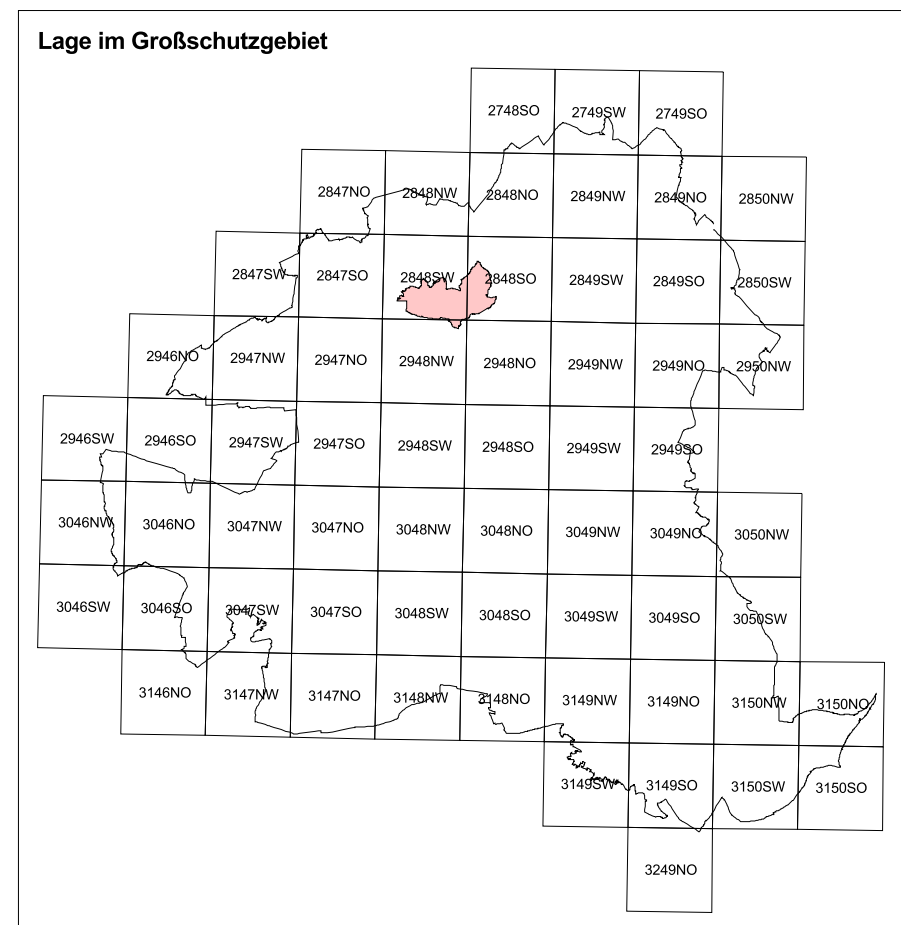 Lage im Großschutzgebiet
2748SO 2749SW 2749SO
2847NO 2848NW 2848NO 2849NW 2849NO 2850NW
2847SW 2847SO 2848SW 2848SO 2849SW 2849SO 2850SW
2946NO 2947NW 2947NO 2948NW 2948NO 2949NW 2949NO 2950NW
2946SW 2946SO 2947SW 2947SO 2948SW 2948SO 2949SW 2949SO
3046NW 3046NO 3047NW 3047NO 3048NW 3048NO 3049NW 3049NO 3050NW
3046SW 3046SO 3047SW 3047SO 3048SW 3048SO 3049SW 3049SO 3050SW
3146NO 3147NW 3147NO 3148NW 3148NO 3149NW 3149NO 3150NW 3150NO
3149SW 3149SO 3150SW 3150SO
3249NO